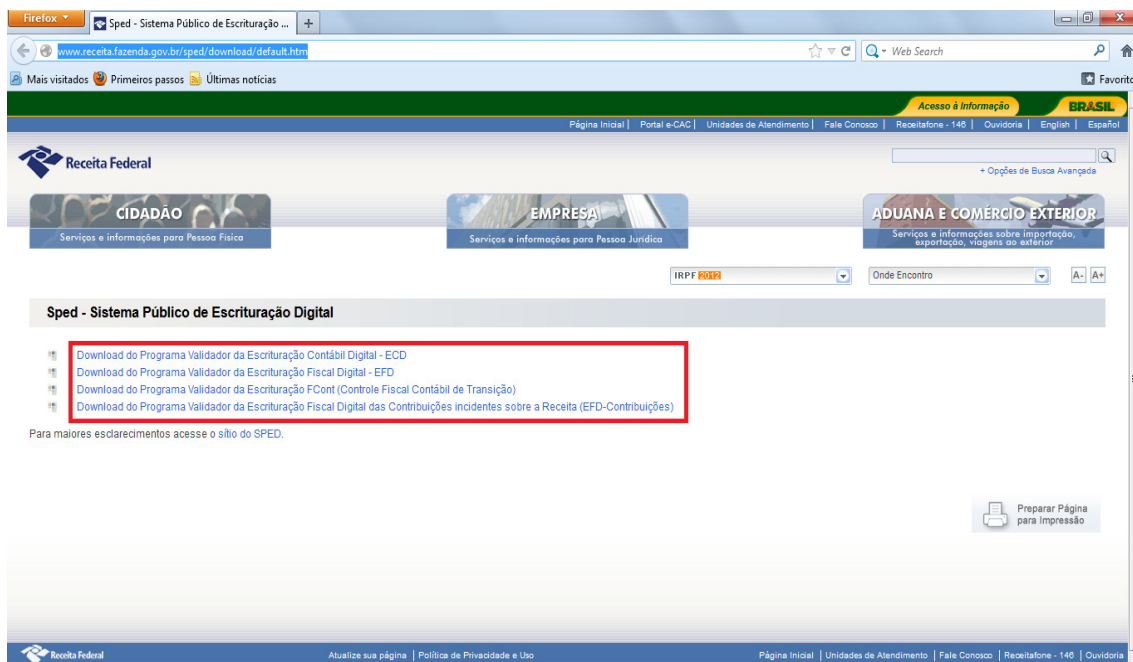 Firefox
Sped - Sistema Público de Escrituração ...
www.receita.fazenda.gov.br/sped/download/default.htm
Web Search
Mais visitados Primeiros passos Últimas notícias
Favorito
Acesso à Informação BRASIL
Página Inicial | Portal e-CAC | Unidades de Atendimento | Fale Conosco | Receitafone - 146 | Ouvidoria | English | Español
Receita Federal
+ Opções de Busca Avançada
CIDADÃO
Serviços e informações para Pessoa Física
EMPRESA
Serviços e informações para Pessoa Jurídica
ADUANA E COMÉRCIO EXTERIOR
Serviços e informações sobre importação,
exportação, viagens ao exterior
IRPF 2012
Onde Encontro
A- A+
Sped - Sistema Público de Escrituração Digital
Download do Programa Validador da Escrituração Contábil Digital - ECD
Download do Programa Validador da Escrituração Fiscal Digital - EFD
Download do Programa Validador da Escrituração FCont (Controle Fiscal Contábil de Transição)
Download do Programa Validador da Escrituração Fiscal Digital das Contribuições incidentes sobre a Receita (EFD-Contribuições)
Para maiores esclarecimentos acesse o sítio do SPED.
Preparar Página
para Impressão
Receita Federal
Atualize sua página | Política de Privacidade e Uso
Página Inicial | Unidades de Atendimento | Fale Conosco | Receitafone - 146 | Ouvidoria